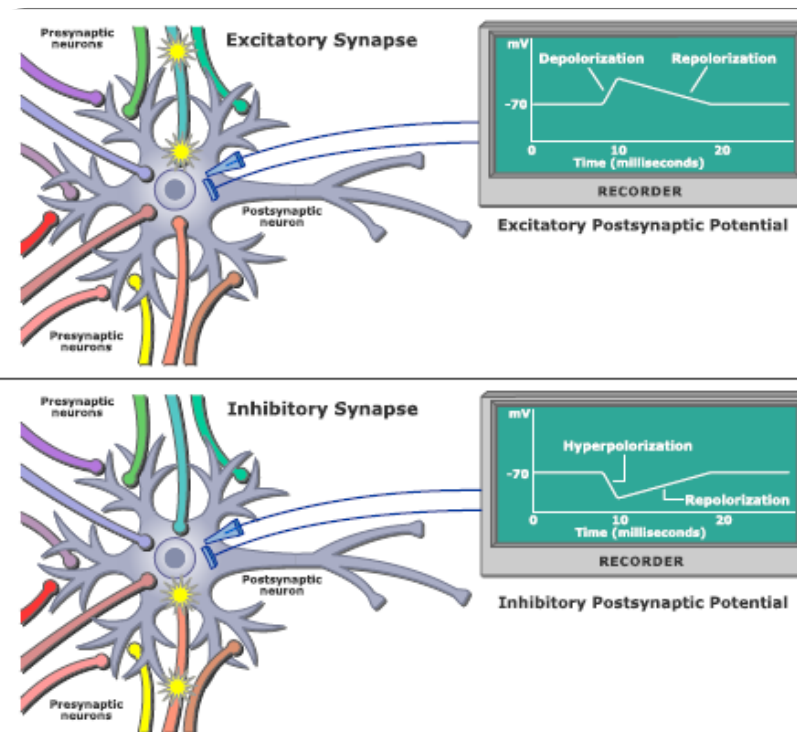 Presynaptic
neurons
Excitatory Synapse
mV
Depolorization
Repolorization
-70
0
10
20
Time (milliseconds)
RECORDER
Postsynaptic
neuron
Excitatory Postsynaptic Potential
Presynaptic
neurons
Presynaptic
neurons
Inhibitory Synapse
mV
Hyperpolorization
-70
Repolorization
0
10
20
Time (milliseconds)
RECORDER
Postsynaptic
neuron
Inhibitory Postsynaptic Potential
Presynaptic
neurons